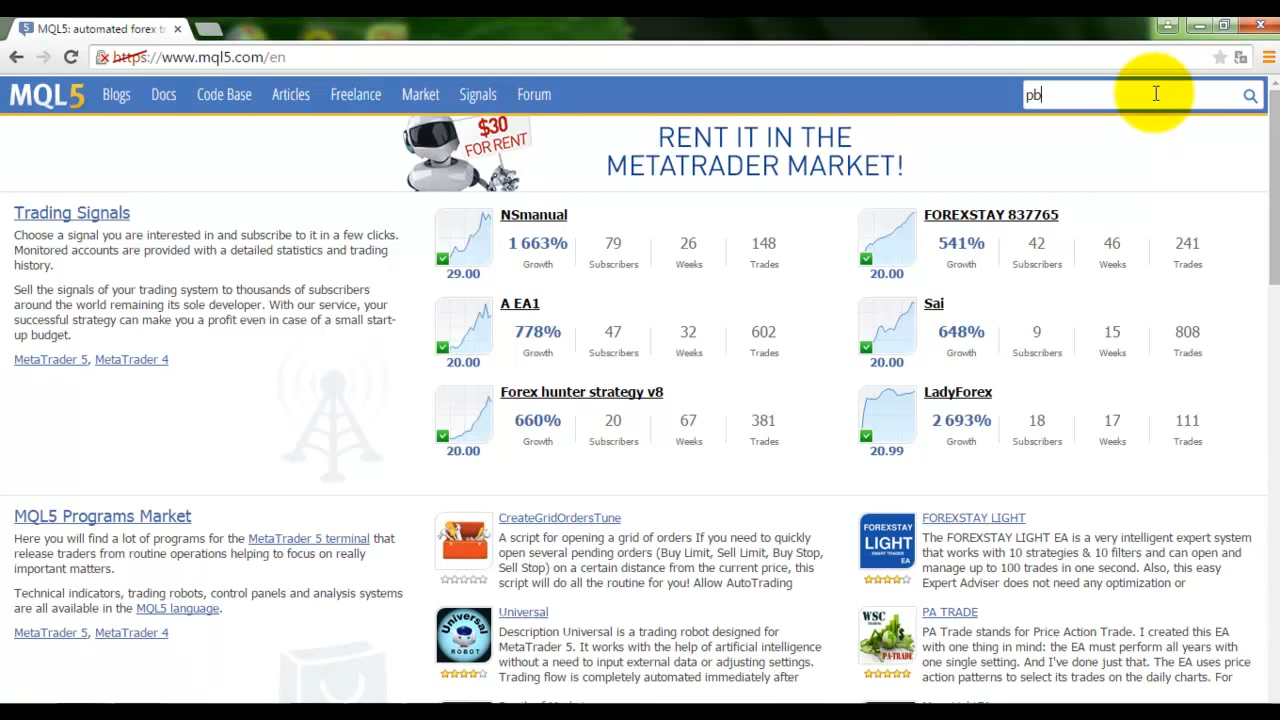 MQL5: automated forex tr
https://www.mql5.com/en
MQL5 Blogs Docs Code Base Articles Freelance Market Signals Forum pb
$30
FOR RENT
RENT IT IN THE
METATRADER MARKET!
Trading Signals
Choose a signal you are interested in and subscribe to it in a few clicks.
Monitored accounts are provided with a detailed statistics and trading
history.
Sell the signals of your trading system to thousands of subscribers
around the world remaining its sole developer. With our service, your
successful strategy can make you a profit even in case of a small start-
up budget.
MetaTrader 5, MetaTrader 4
NSmanual
1 663% 79 26 148
Growth Subscribers Weeks Trades
29.00
FOREXSTAY 837765
541% 42 46 241
Growth Subscribers Weeks Trades
20.00
A EA1
778% 47 32 602
Growth Subscribers Weeks Trades
20.00
Sai
648% 9 15 808
Growth Subscribers Weeks Trades
20.00
Forex hunter strategy v8
660% 20 67 381
Growth Subscribers Weeks Trades
20.00
LadyForex
2 693% 18 17 111
Growth Subscribers Weeks Trades
20.99
MQL5 Programs Market
Here you will find a lot of programs for the MetaTrader 5 terminal that
release traders from routine operations helping to focus on really
important matters.
Technical indicators, trading robots, control panels and analysis systems
are all available in the MQL5 language.
MetaTrader 5, MetaTrader 4
CreateGridOrdersTune
A script for opening a grid of orders If you need to quickly
open several pending orders (Buy Limit, Sell Limit, Buy Stop,
Sell Stop) on a certain distance from the current price, this
script will do all the routine for you! Allow AutoTrading
FOREXSTAY
LIGHT
SMART TRADER
EA
FOREXSTAY LIGHT
The FOREXSTAY LIGHT EA is a very intelligent expert system
that works with 10 strategies & 10 filters and can open and
manage up to 100 trades in one second. Also, this easy
Expert Adviser does not need any optimization or
Universal
ROBOT
Universal
Description Universal is a trading robot designed for
MetaTrader 5. It works with the help of artificial intelligence
without a need to input external data or adjusting settings.
Trading flow is completely automated immediately after
WSC
PA-TRADE
PA TRADE
PA Trade stands for Price Action Trade. I created this EA
with one thing in mind: the EA must perform all years with
one single setting. And I've done just that. The EA uses price
action patterns to select its trades on the daily charts. For